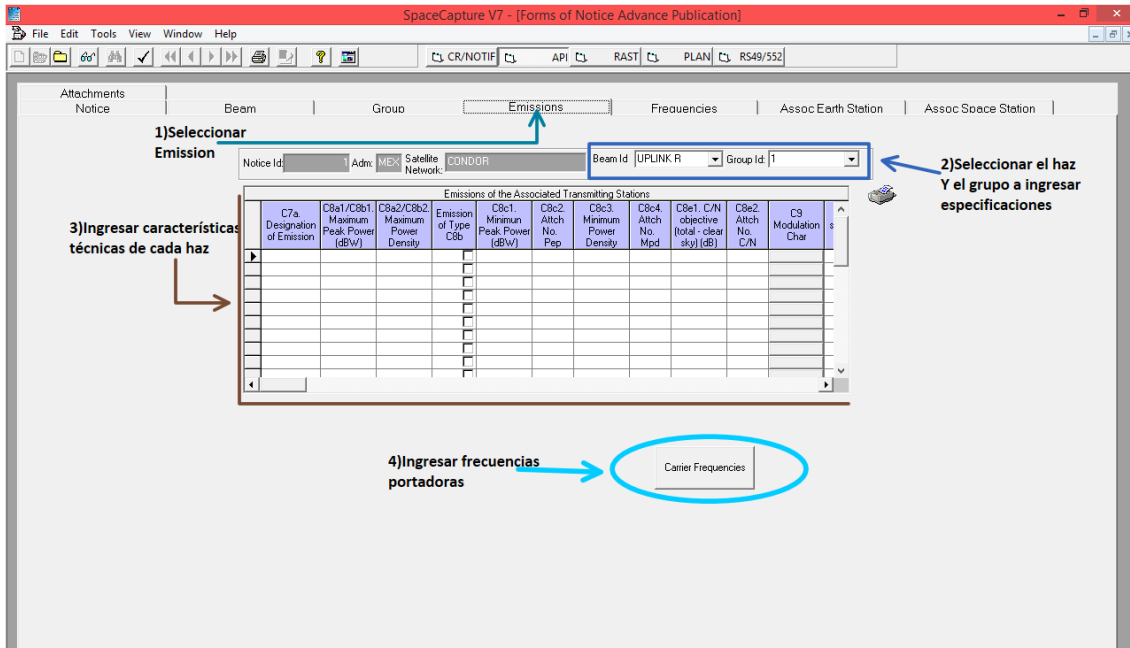 SpaceCapture V7 - [Forms of Notice Advance Publication]
File Edit Tools View Window Help
CR/NOTIF API RAST PLAN RS49/552
Attachments
Notice Beam Group Emissions Frequencies Assoc Earth Station Assoc Space Station
1)Seleccionar
Emission
Notice Id: 1 Adm: MEX Satellite Network: CONDOR Beam Id UPLINK R Group Id: 1
2)Seleccionar el haz
Y el grupo a ingresar
especificaciones
3)Ingresar características
técnicas de cada haz
Emissions of the Associated Transmitting Stations
C7a. Designation of Emission
C8a1/C8b1. Maximum Peak Power (dBW)
C8a2/C8b2. Maximum Power Density
Emission of Type C8b
C8c1. Minimun Peak Power (dBW)
C8c2. Attch No. Pep
C8c3. Minimum Power Density
C8c4. Attch No. Mpd
C8e1. C/N objective (total - clear sky) (dB)
C8e2. Attch No. C/N
C9 Modulation Char
s
4)Ingresar frecuencias
portadoras
Carrier Frequencies